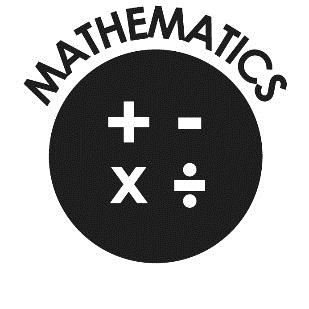 MATHEMATICS
+ -
x ÷